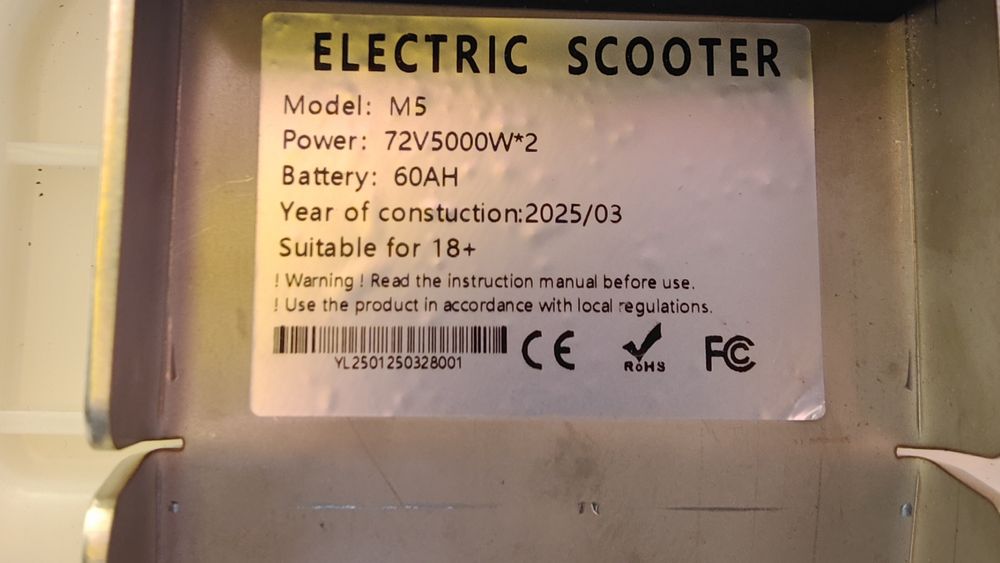 ELECTRIC SCOOTER
Model: M5
Power: 72V5000W*2
Battery: 60AH
Year of constuction:2025/03
Suitable for 18+
! Warning ! Read the instruction manual before use.
! Use the product in accordance with local regulations.
YL2501250328001
CE
RoHS
FCC